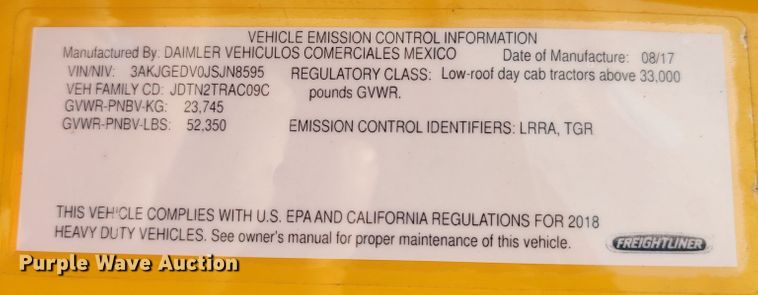 VEHICLE EMISSION CONTROL INFORMATION
Manufactured By: DAIMLER VEHICULOS COMERCIALES MEXICO Date of Manufacture: 08/17
VIN/NIV: 3AKJGEDV0JSJN8595 REGULATORY CLASS: Low-roof day cab tractors above 33,000
VEH FAMILY CD: JDTN2TRAC09C pounds GVWR.
GVWR-PNBV-KG: 23,745
GVWR-PNBV-LBS: 52,350 EMISSION CONTROL IDENTIFIERS: LRRA, TGR
THIS VEHICLE COMPLIES WITH U.S. EPA AND CALIFORNIA REGULATIONS FOR 2018
HEAVY DUTY VEHICLES. See owner's manual for proper maintenance of this vehicle.
FREIGHTLINER
Purple Wave Auction